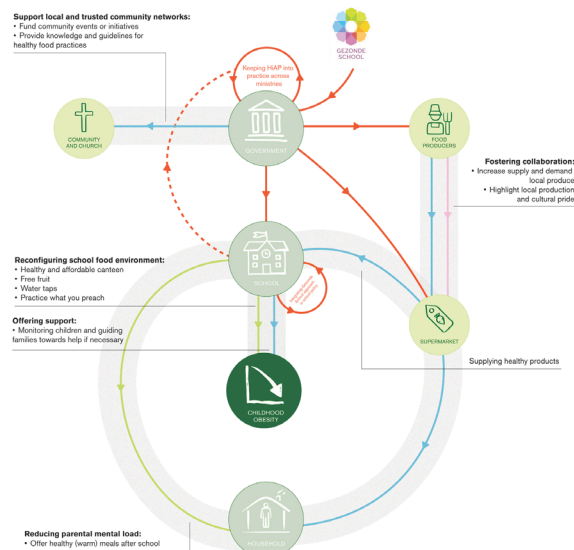 Support local and trusted community networks:
• Fund community events or initiatives
• Provide knowledge and guidelines for
healthy food practices
GEZONDE
SCHOOL
Keeping HiAP into
practice across
ministries
COMMUNITY
AND CHURCH
GOVERNMENT
FOOD
PRODUCERS
Fostering collaboration:
• Increase supply and demand
local produce
• Highlight local production
and cultural pride
Reconfiguring school food environment:
• Healthy and affordable canteen
• Free fruit
• Water taps
• Practice what you preach
SCHOOL
Offering support:
• Monitoring children and guiding
families towards help if necessary
SUPERMARKET
Supplying healthy products
CHILDHOOD
OBESITY
Reducing parental mental load:
• Offer healthy (warm) meals after school
HOUSEHOLD